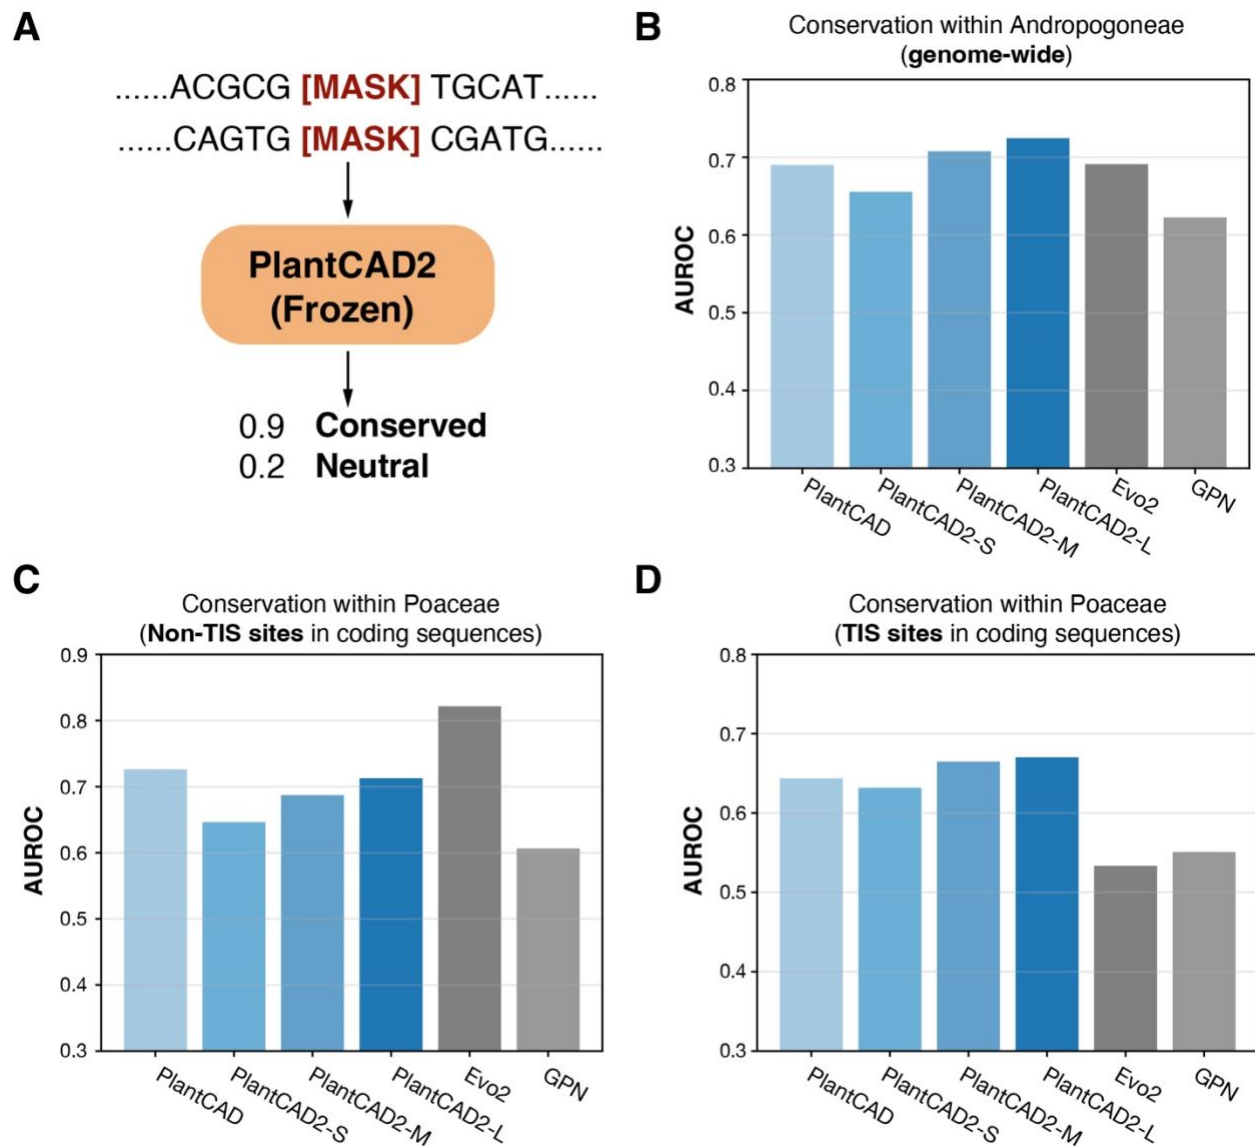 A
......ACGCG [MASK] TGCAT......
......CAGTG [MASK] CGATG......
PlantCAD2
(Frozen)
0.9 Conserved
0.2 Neutral
B
Conservation within Andropogoneae
(genome-wide)
AUROC
0.8
0.7
0.6
0.5
0.4
0.3
PlantCAD
PlantCAD2-S
PlantCAD2-M
PlantCAD2-L
Evo2
GPN
C
Conservation within Poaceae
(Non-TIS sites in coding sequences)
AUROC
0.9
0.8
0.7
0.6
0.5
0.4
0.3
PlantCAD
PlantCAD2-S
PlantCAD2-M
PlantCAD2-L
Evo2
GPN
D
Conservation within Poaceae
(TIS sites in coding sequences)
AUROC
0.8
0.7
0.6
0.5
0.4
0.3
PlantCAD
PlantCAD2-S
PlantCAD2-M
PlantCAD2-L
Evo2
GPN